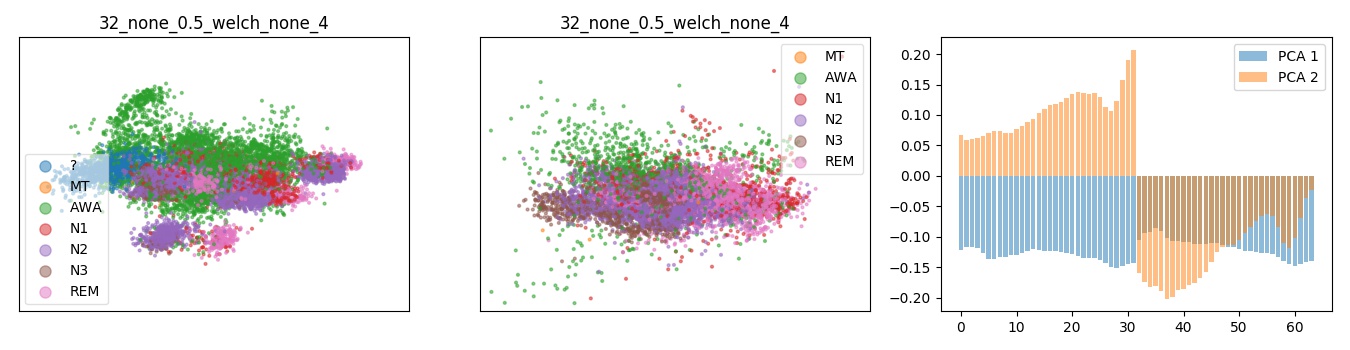 32_none_0.5_welch_none_4
?
MT
AWA
N1
N2
N3
REM
32_none_0.5_welch_none_4
MT
AWA
N1
N2
N3
REM
PCA 1
PCA 2
0.20
0.15
0.10
0.05
0.00
−0.05
−0.10
−0.15
−0.20
0 10 20 30 40 50 60